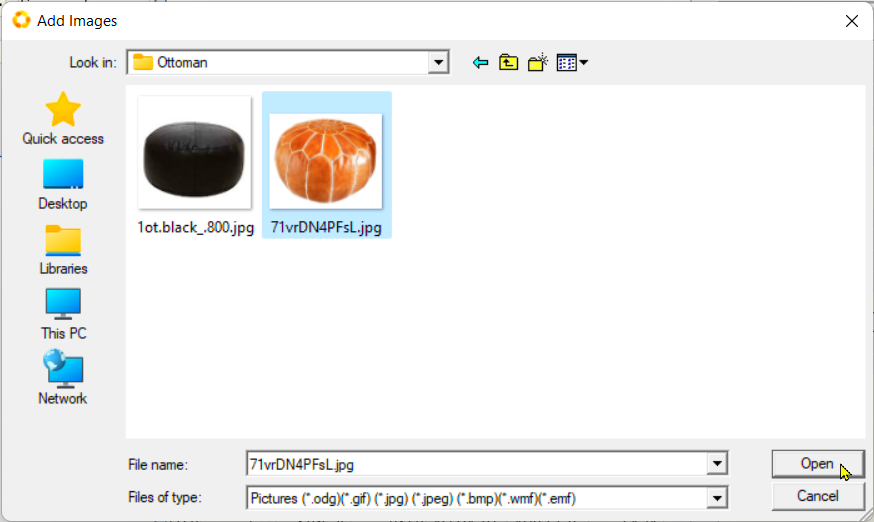 Add Images
Look in:
Ottoman
Quick access
Desktop
Libraries
This PC
Network
1ot.black_.800.jpg
71vrDN4PFsL.jpg
File name:
71vrDN4PFsL.jpg
Open
Files of type:
Pictures (*.odg)(*.gif) (*.jpg) (*.jpeg) (*.bmp)(*.wmf)(*.emf)
Cancel